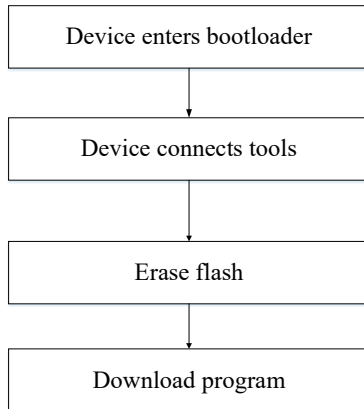 Device enters bootloader
Device connects tools
Erase flash
Download program